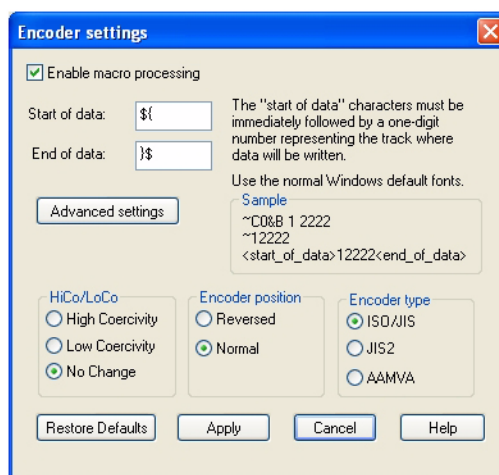 Encoder settings
Enable macro processing
Start of data: ${
End of data: }$
The "start of data" characters must be
immediately followed by a one-digit
number representing the track where
data will be written.
Use the normal Windows default fonts.
Advanced settings
Sample
~C0&B 1 2222
~12222
<start_of_data>12222<end_of_data>
HiCo/LoCo
High Coercivity
Low Coercivity
No Change
Encoder position
Reversed
Normal
Encoder type
ISO/JIS
JIS2
AAMVA
Restore Defaults Apply Cancel Help